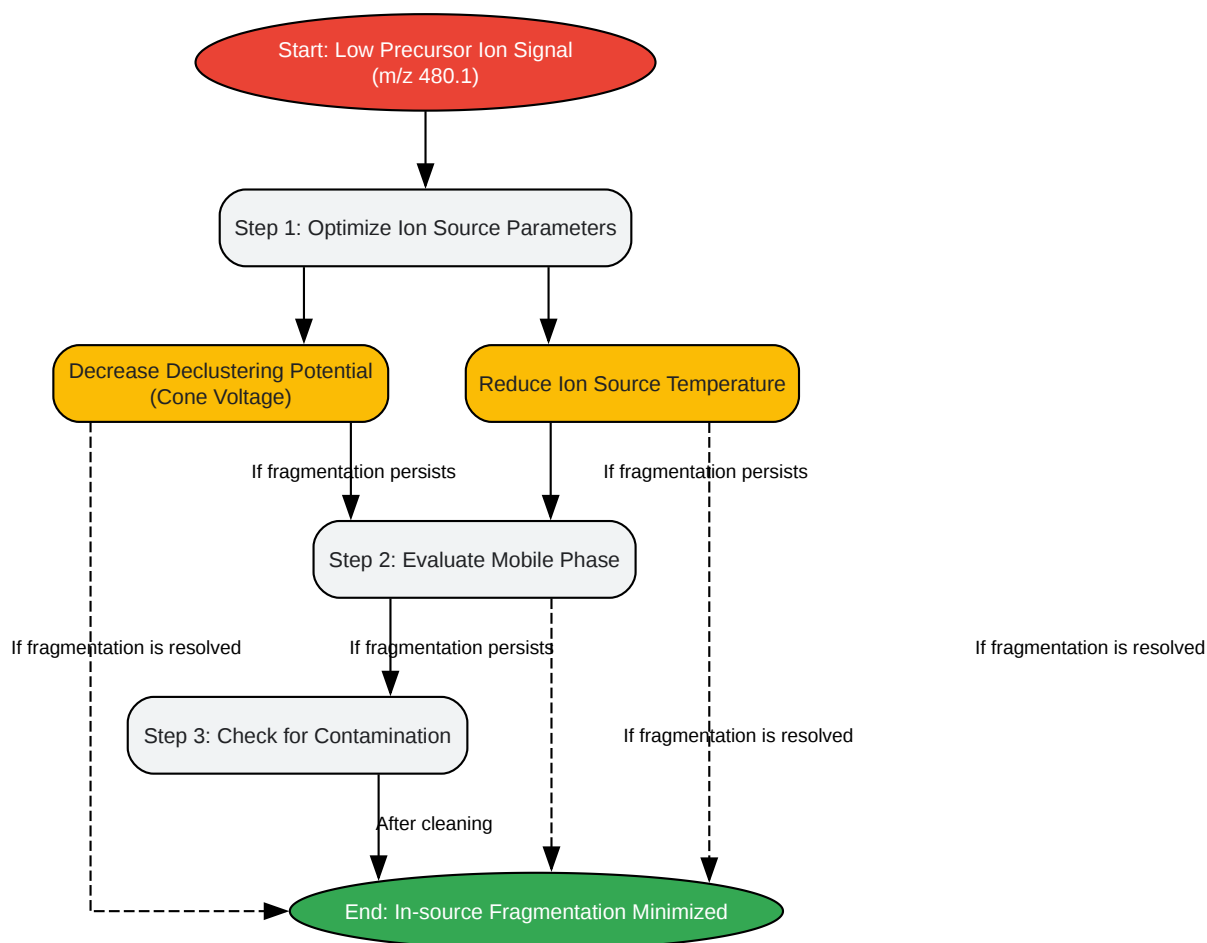 Start: Low Precursor Ion Signal
(m/z 480.1)
Step 1: Optimize Ion Source Parameters
Decrease Declustering Potential
(Cone Voltage)
Reduce Ion Source Temperature
If fragmentation persists
If fragmentation persists
Step 2: Evaluate Mobile Phase
If fragmentation is resolved
If fragmentation persists
If fragmentation is resolved
Step 3: Check for Contamination
If fragmentation is resolved
After cleaning
End: In-source Fragmentation Minimized